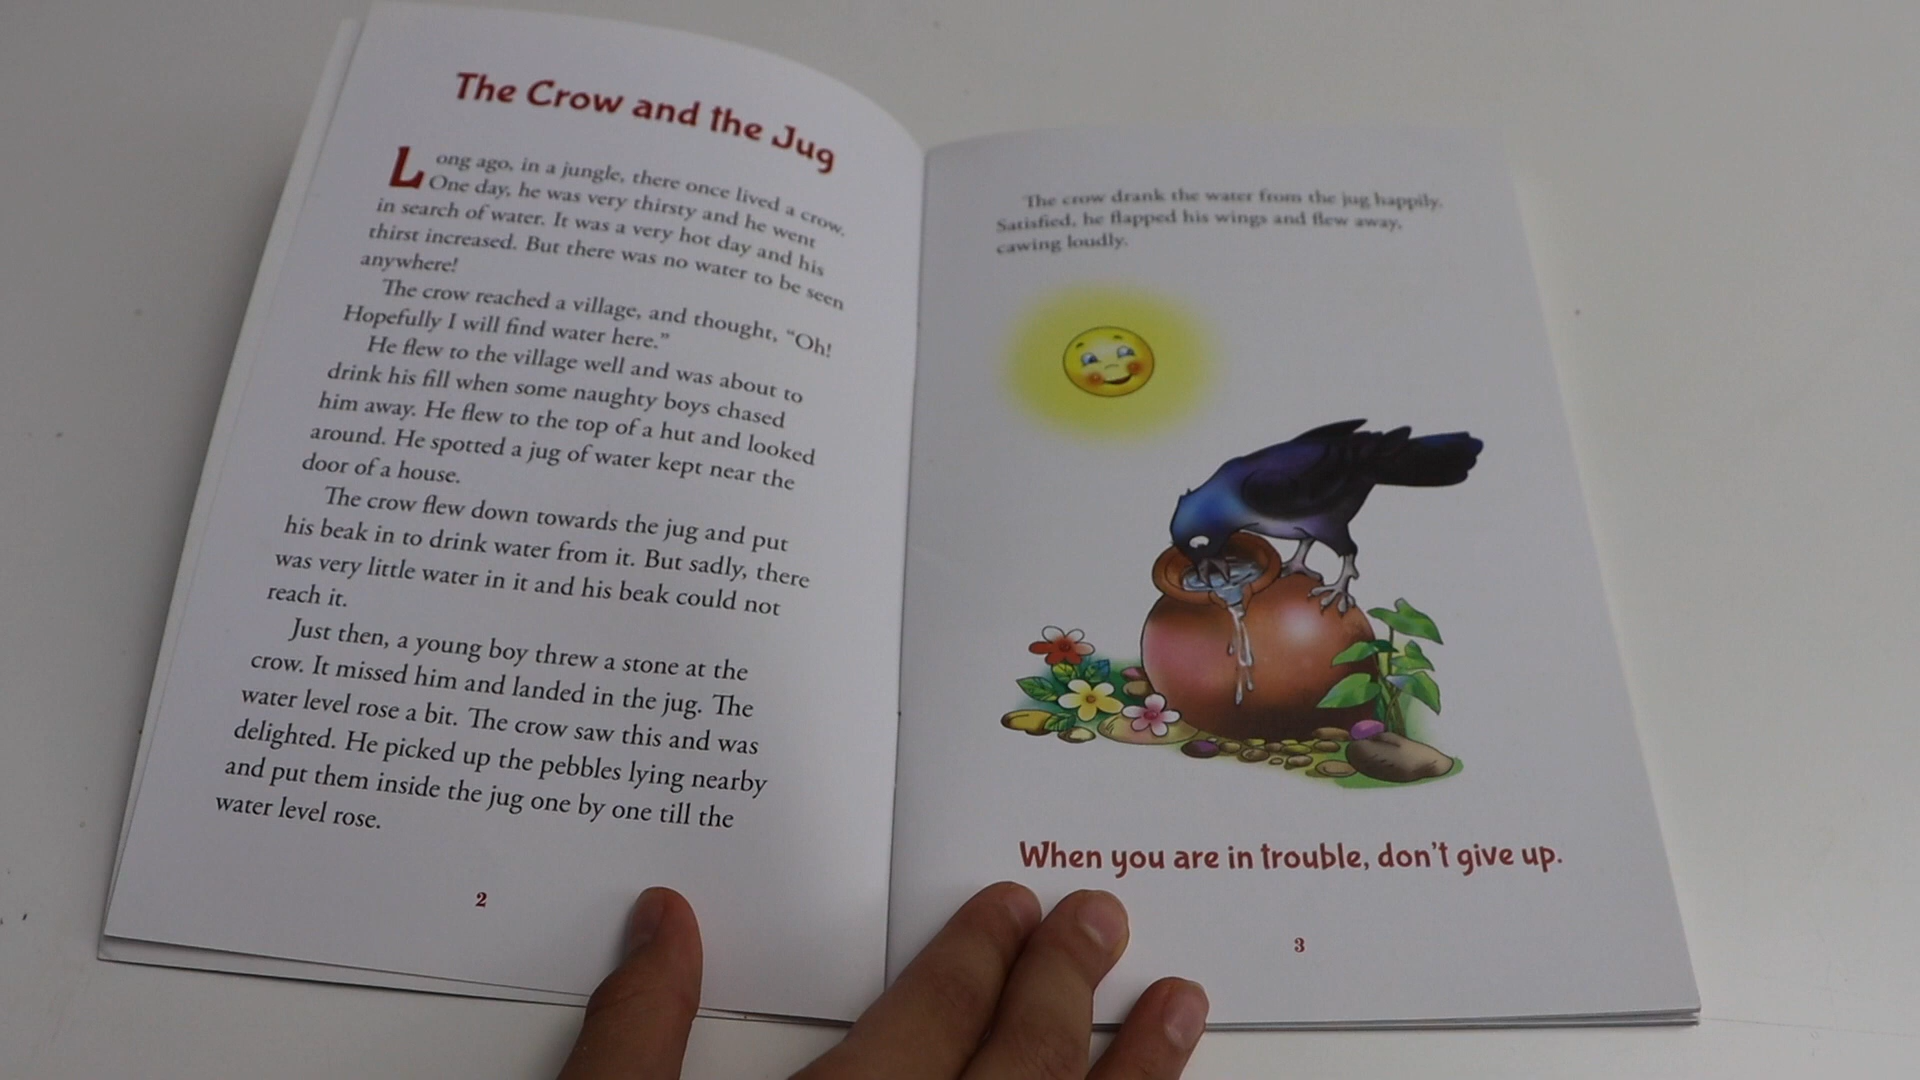 The Crow and the Jug
Long ago, in a jungle, there once lived a crow.
One day, he was very thirsty and he went
in search of water. It was a very hot day and his
thirst increased. But there was no water to be seen
anywhere!
The crow reached a village, and thought, “Oh!
Hopefully I will find water here.”
He flew to the village well and was about to
drink his fill when some naughty boys chased
him away. He flew to the top of a hut and looked
around. He spotted a jug of water kept near the
door of a house.
The crow flew down towards the jug and put
his beak in to drink water from it. But sadly, there
was very little water in it and his beak could not
reach it.
Just then, a young boy threw a stone at the
crow. It missed him and landed in the jug. The
water level rose a bit. The crow saw this and was
delighted. He picked up the pebbles lying nearby
and put them inside the jug one by one till the
water level rose.
2
The crow drank the water from the jug happily.
Satisfied, he flapped his wings and flew away,
cawing loudly.
When you are in trouble, don’t give up.
3